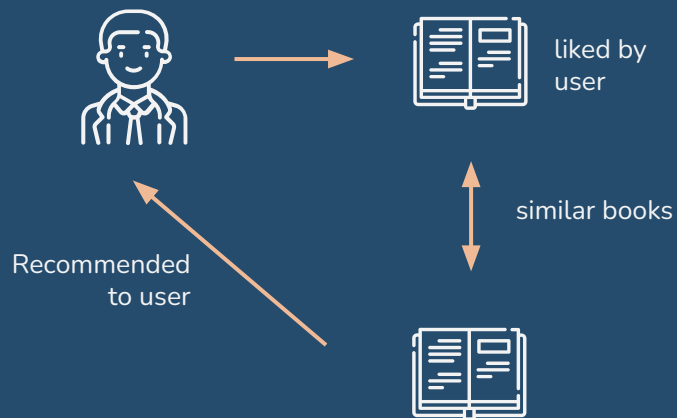 liked by
user
similar books
Recommended
to user